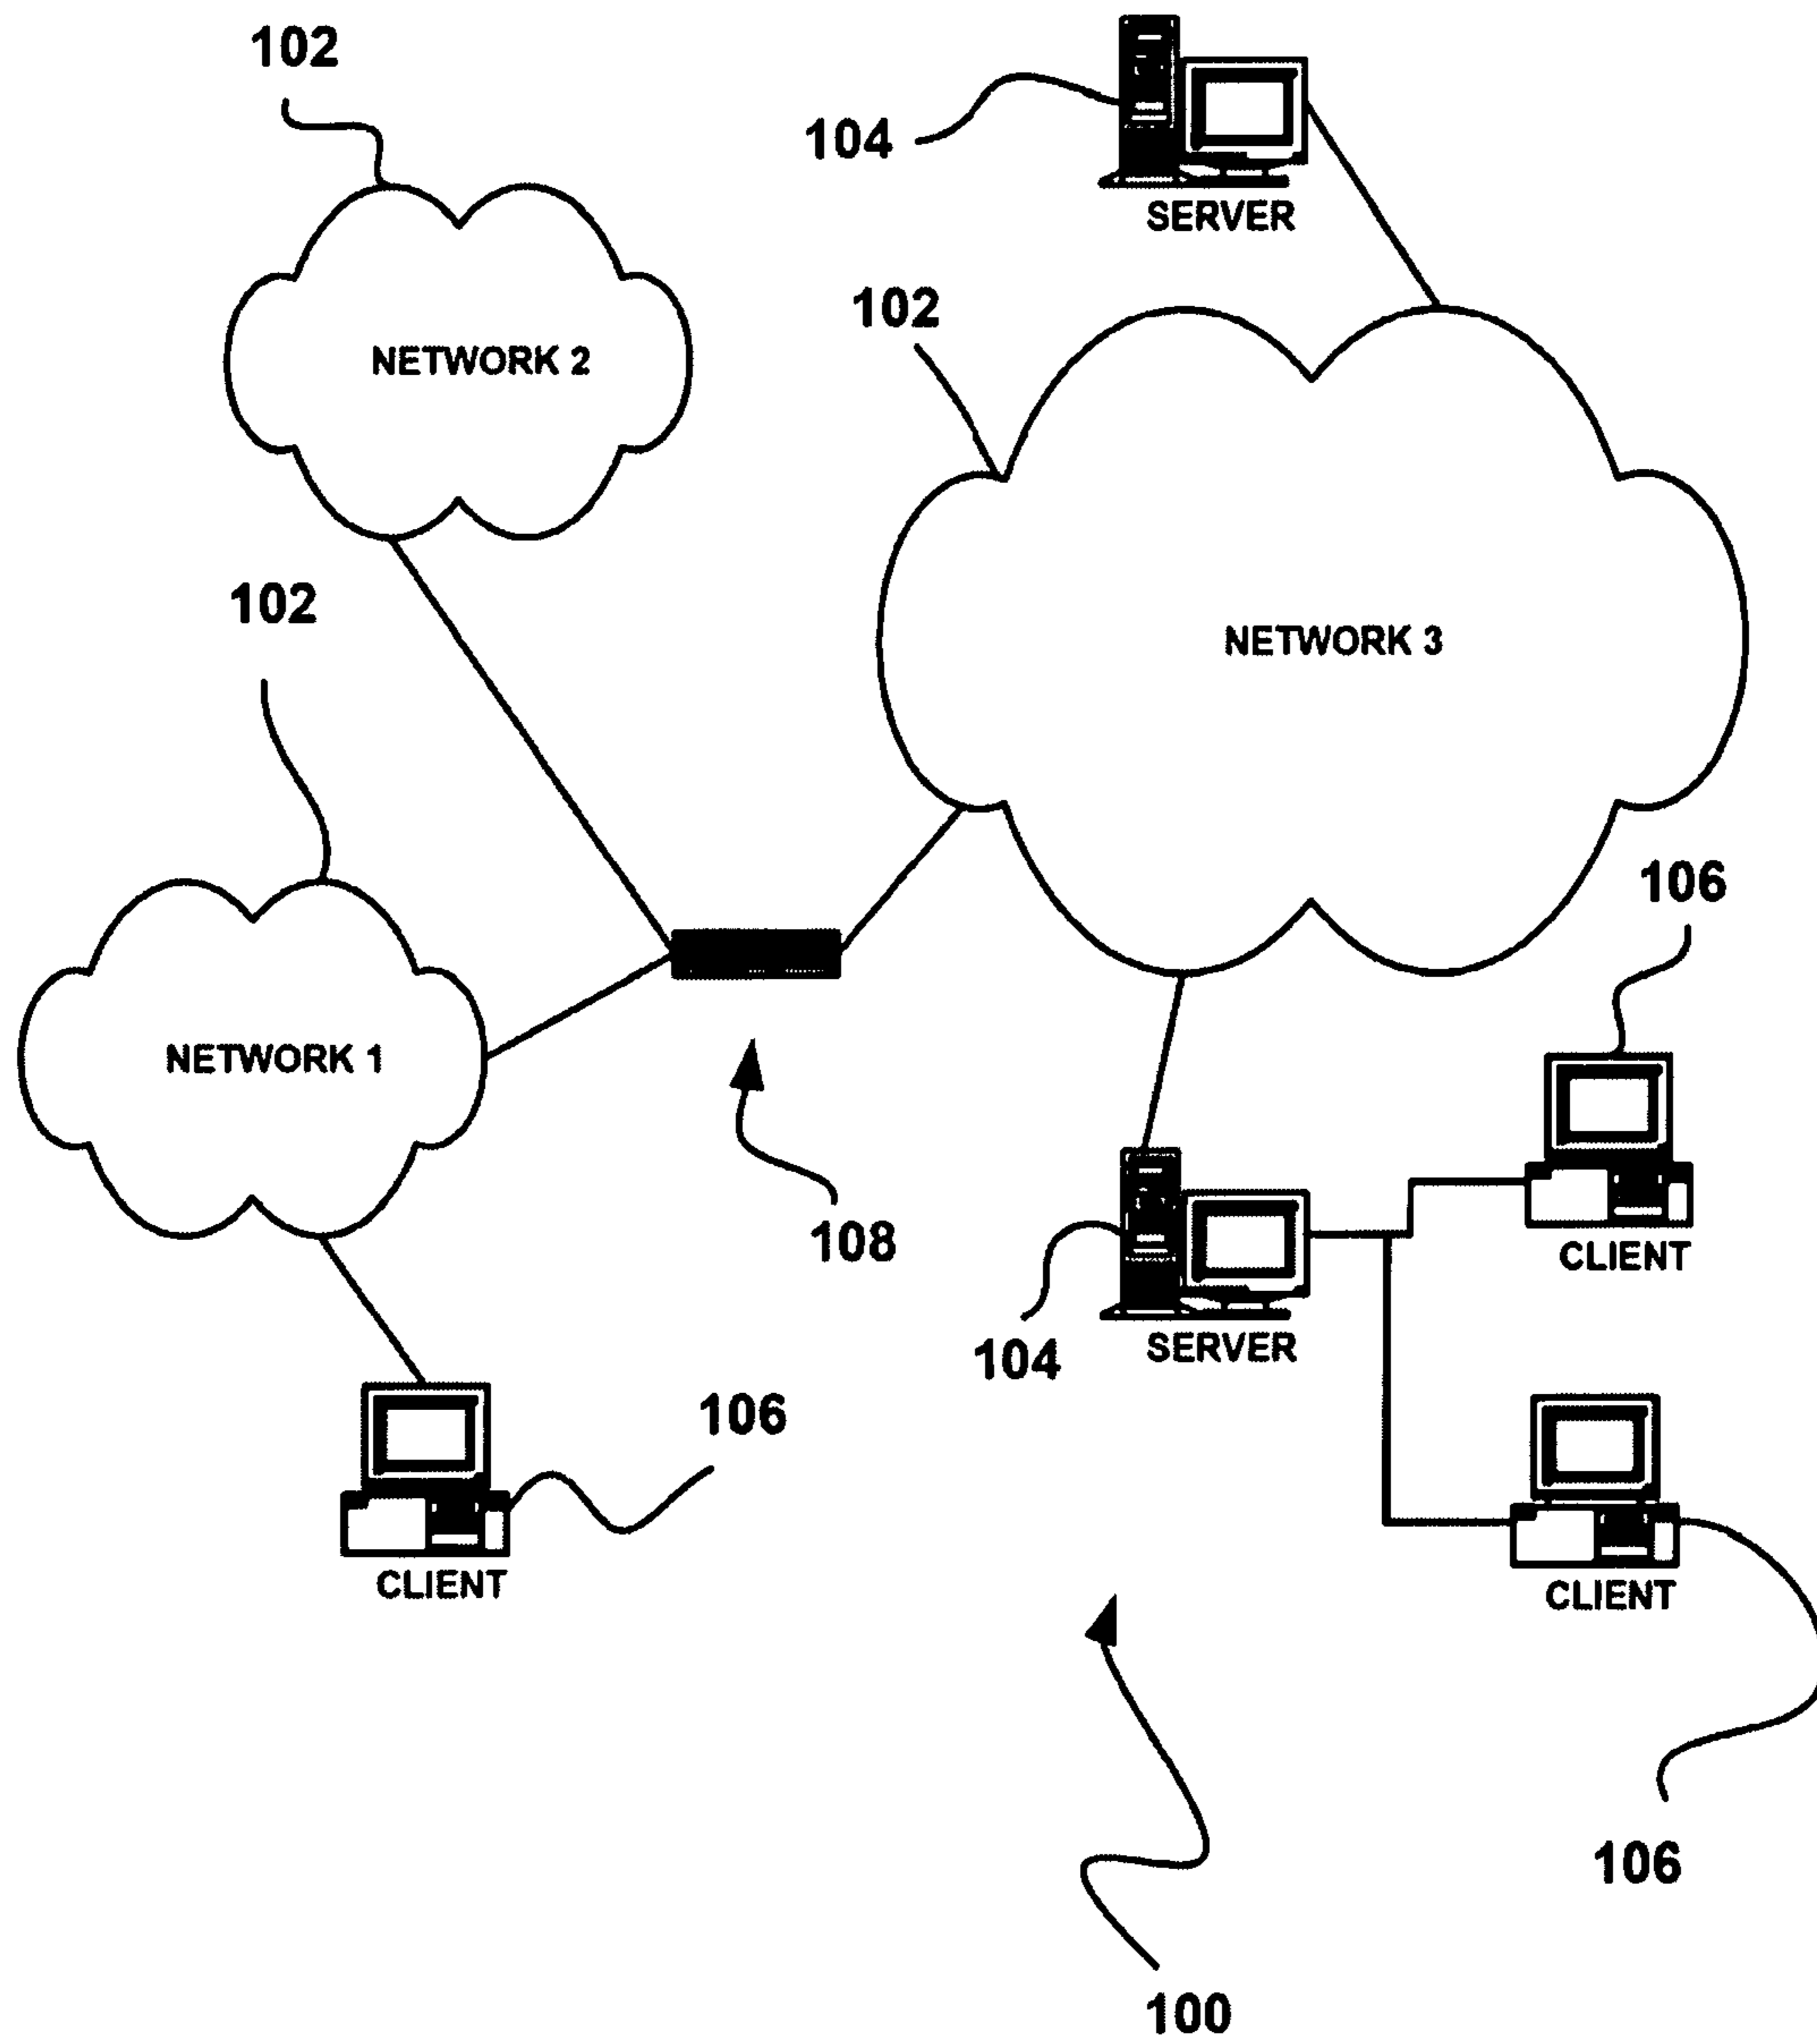 102
104
SERVER
102
NETWORK 2
102
NETWORK 3
106
NETWORK 1
108
CLIENT
104
SERVER
106
CLIENT
CLIENT
106
100